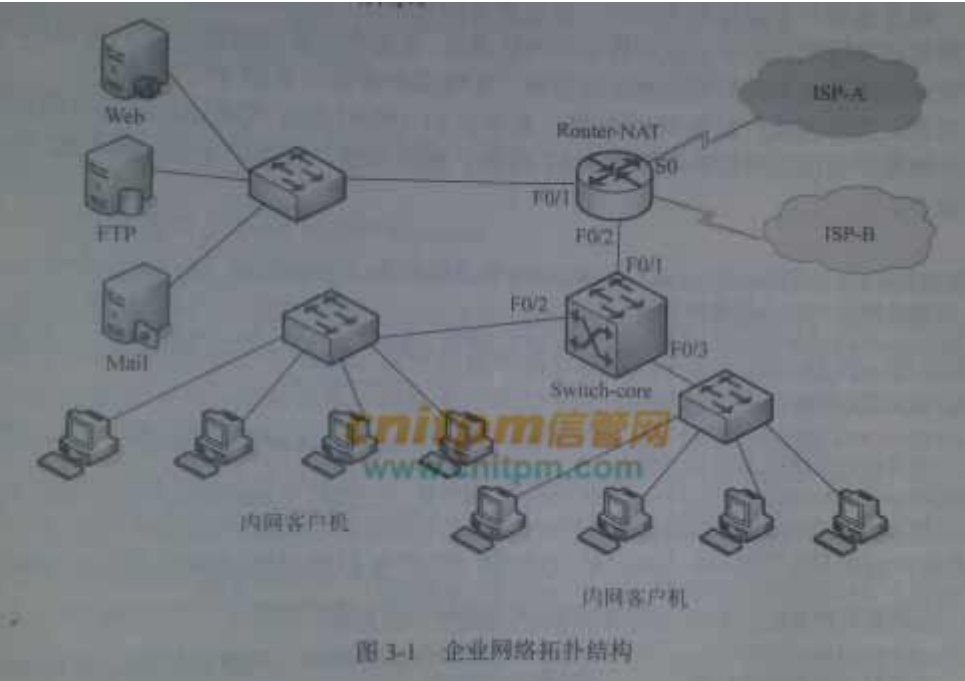 Web
ISP-A
Router-NAT
S0
F0/1
FTP
ISP-B
F0/2
F0/1
F0/2
Mail
F0/3
Switch-core
cnitpm信管网
www.cnitpm.com
内网客户机
内网客户机
图 3-1 企业网络拓扑结构